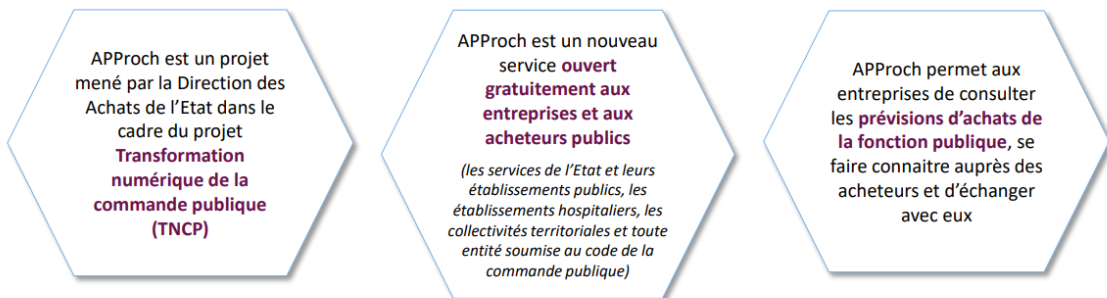 APProch est un projet
mené par la Direction des
Achats de l’Etat dans le
cadre du projet
Transformation
numérique de la
commande publique
(TNCP)
APProch est un nouveau
service ouvert
gratuitement aux
entreprises et aux
acheteurs publics
(les services de l’Etat et leurs
établissements publics, les
établissements hospitaliers, les
collectivités territoriales et toute
entité soumise au code de la
commande publique)
APProch permet aux
entreprises de consulter
les prévisions d’achats de
la fonction publique, se
faire connaitre auprès des
acheteurs et d’échanger
avec eux